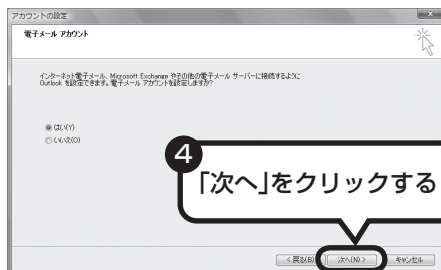 アカウントの設定
電子メール アカウント
インターネット電子メール、Microsoft Exchange やその他の電子メール サーバーに接続するように
Outlook を設定できます。電子メール アカウントを設定しますか?
はい(Y)
いいえ(O)
4
「次へ」をクリックする
< 戻る(B)
次へ(N) >
キャンセル